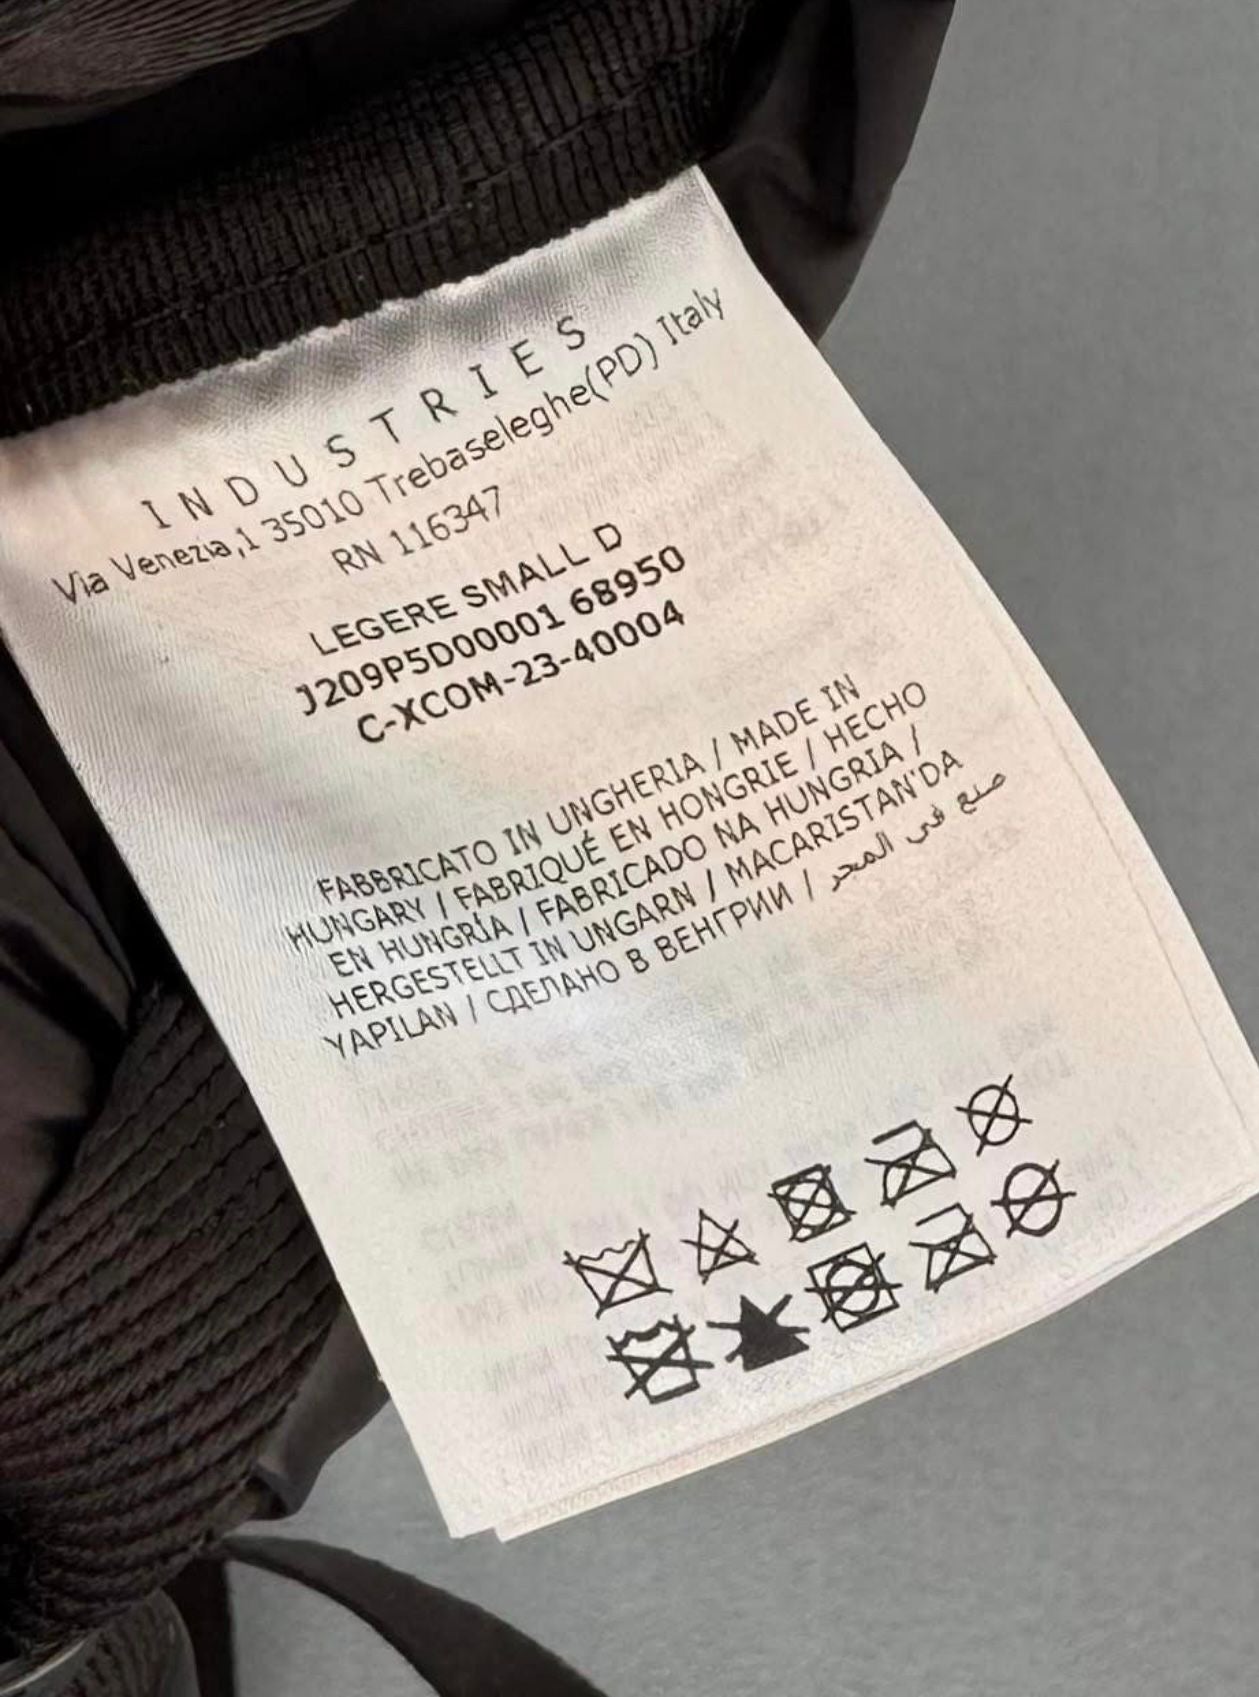 INDUSTRIES
Via Venezia,1 35010 Trebaseleghe(PD) Italy
RN 116347
LEGERE SMALL D
J209P5D00001 68950
C-XCOM-23-40004
FABBRICATO IN UNGHERIA / MADE IN
HUNGARY / FABRIQUÉ EN HONGRIE / HECHO
EN HUNGRÍA / FABRICADO NA HUNGRIA /
HERGESTELLT IN UNGARN / MACARISTAN'DA
YAPILAN / СДЕЛАНО В ВЕНГРИИ / صنع في المجر